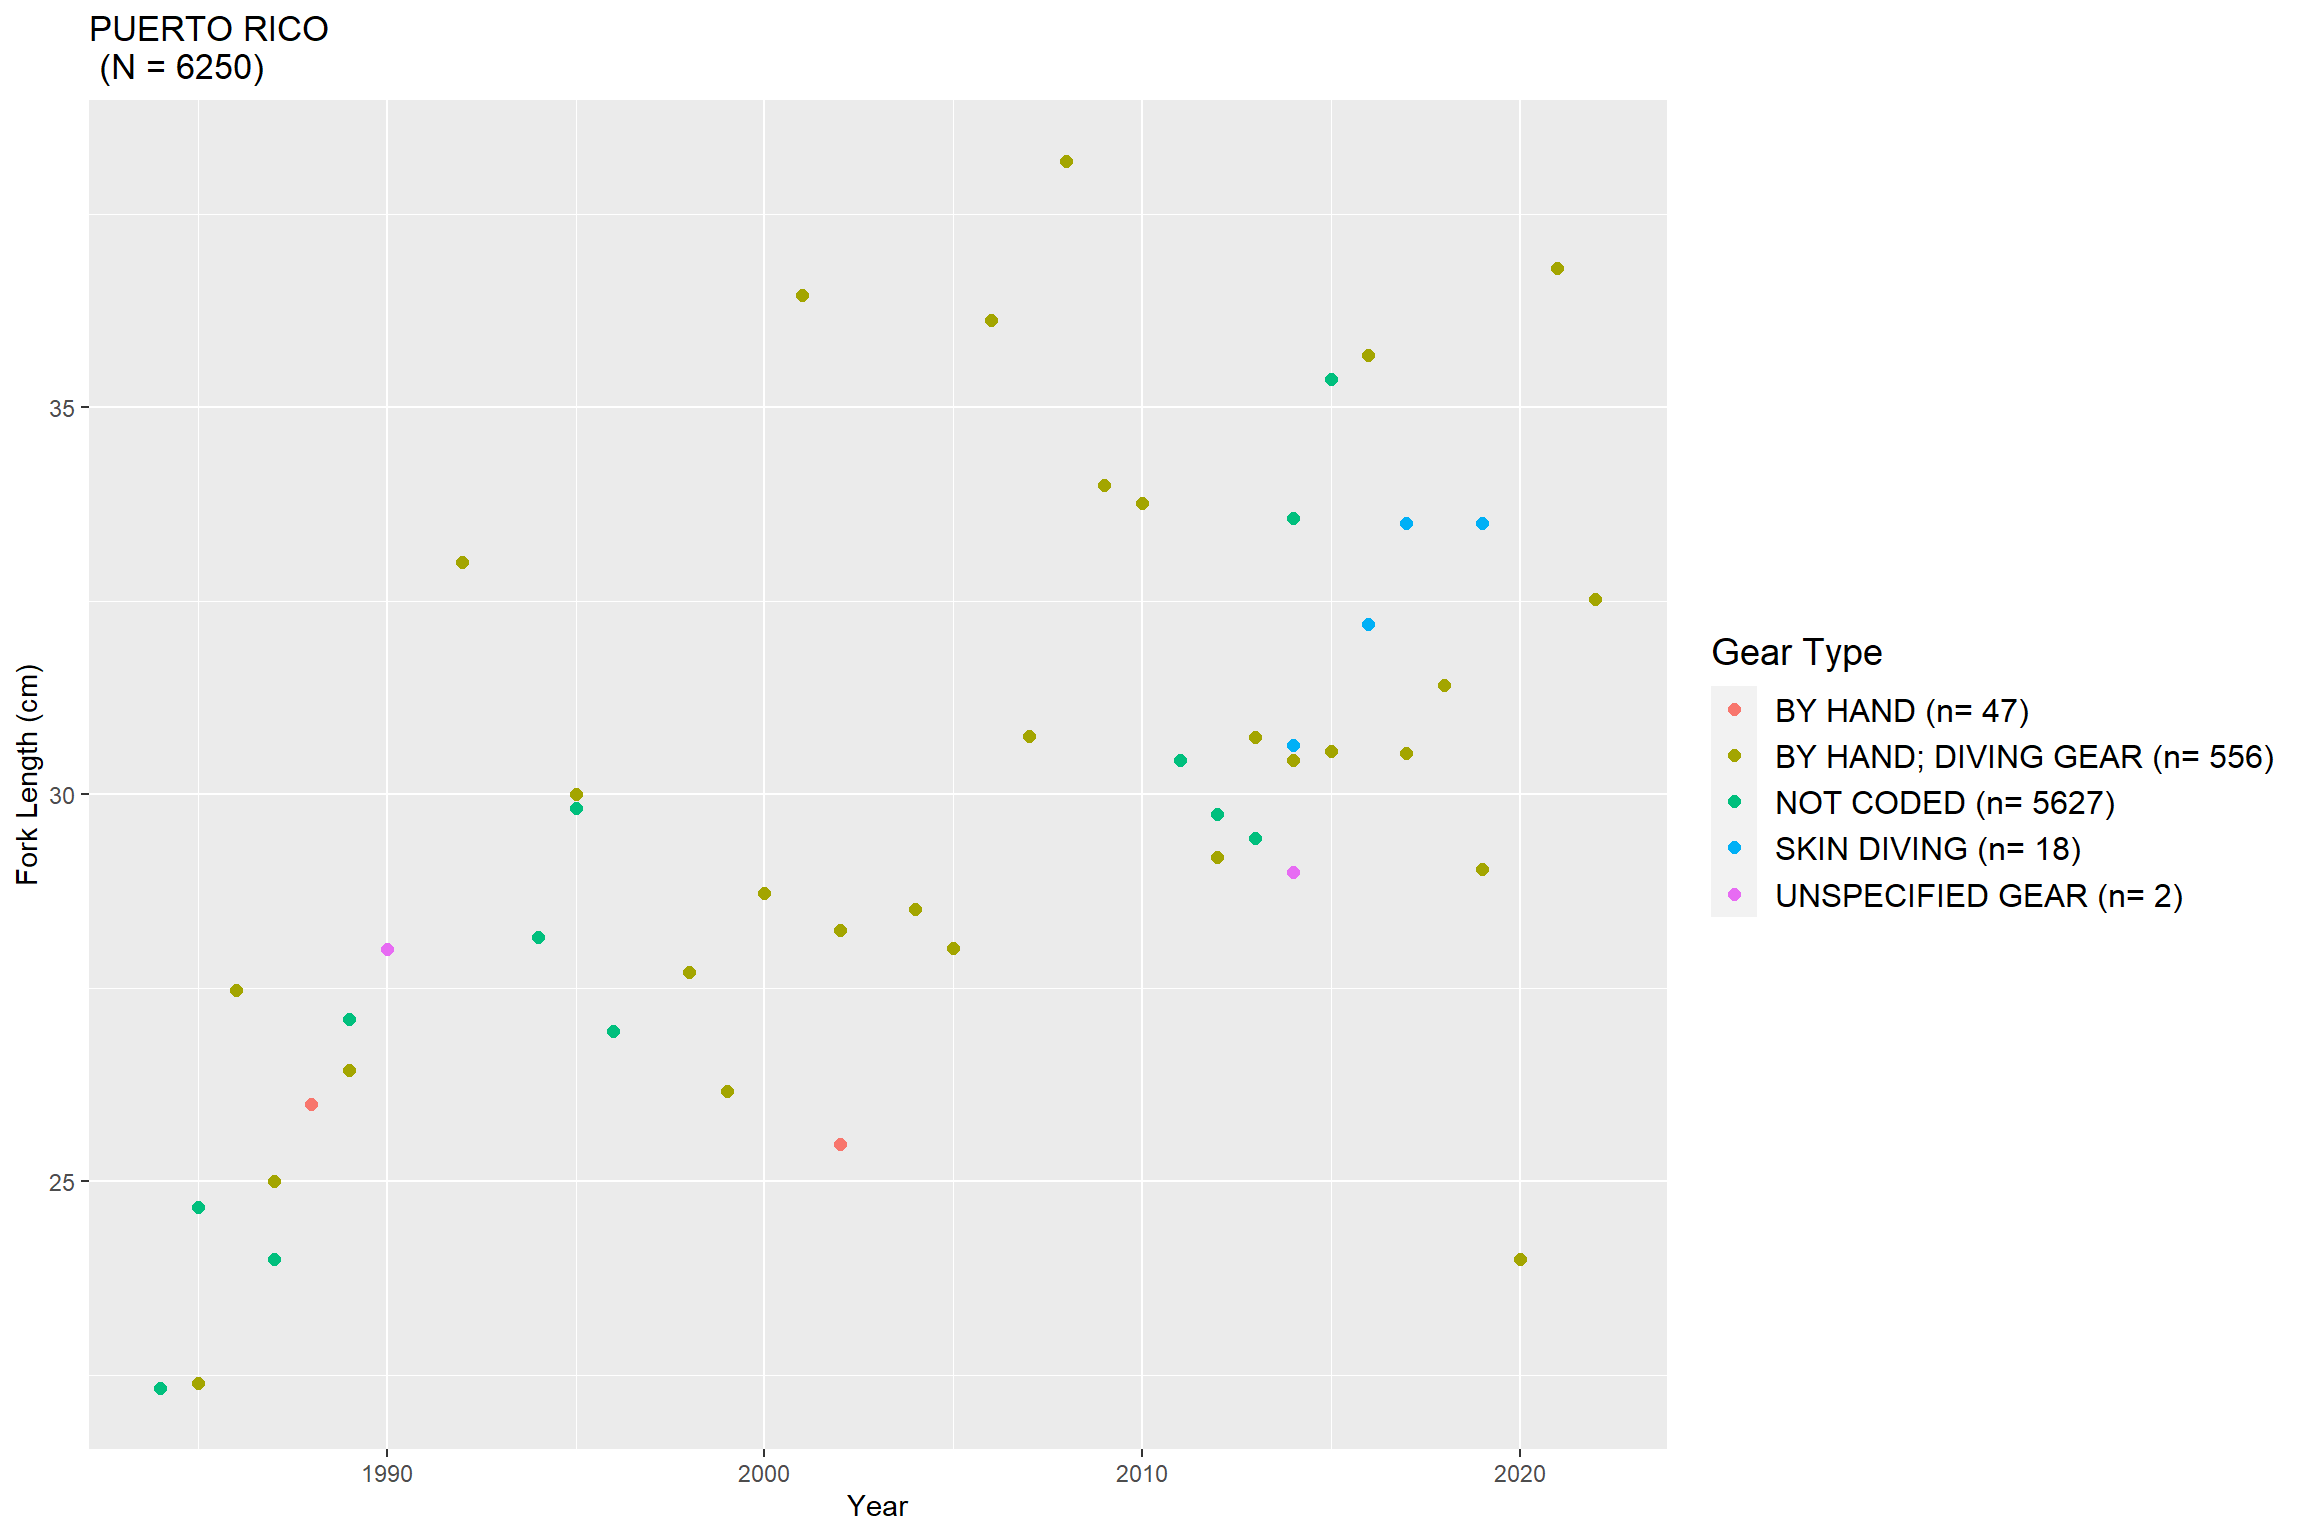 PUERTO RICO
(N = 6250)
35
30
25
Fork Length (cm)
1990
2000
2010
2020
Year
Gear Type
BY HAND (n= 47)
BY HAND; DIVING GEAR (n= 556)
NOT CODED (n= 5627)
SKIN DIVING (n= 18)
UNSPECIFIED GEAR (n= 2)